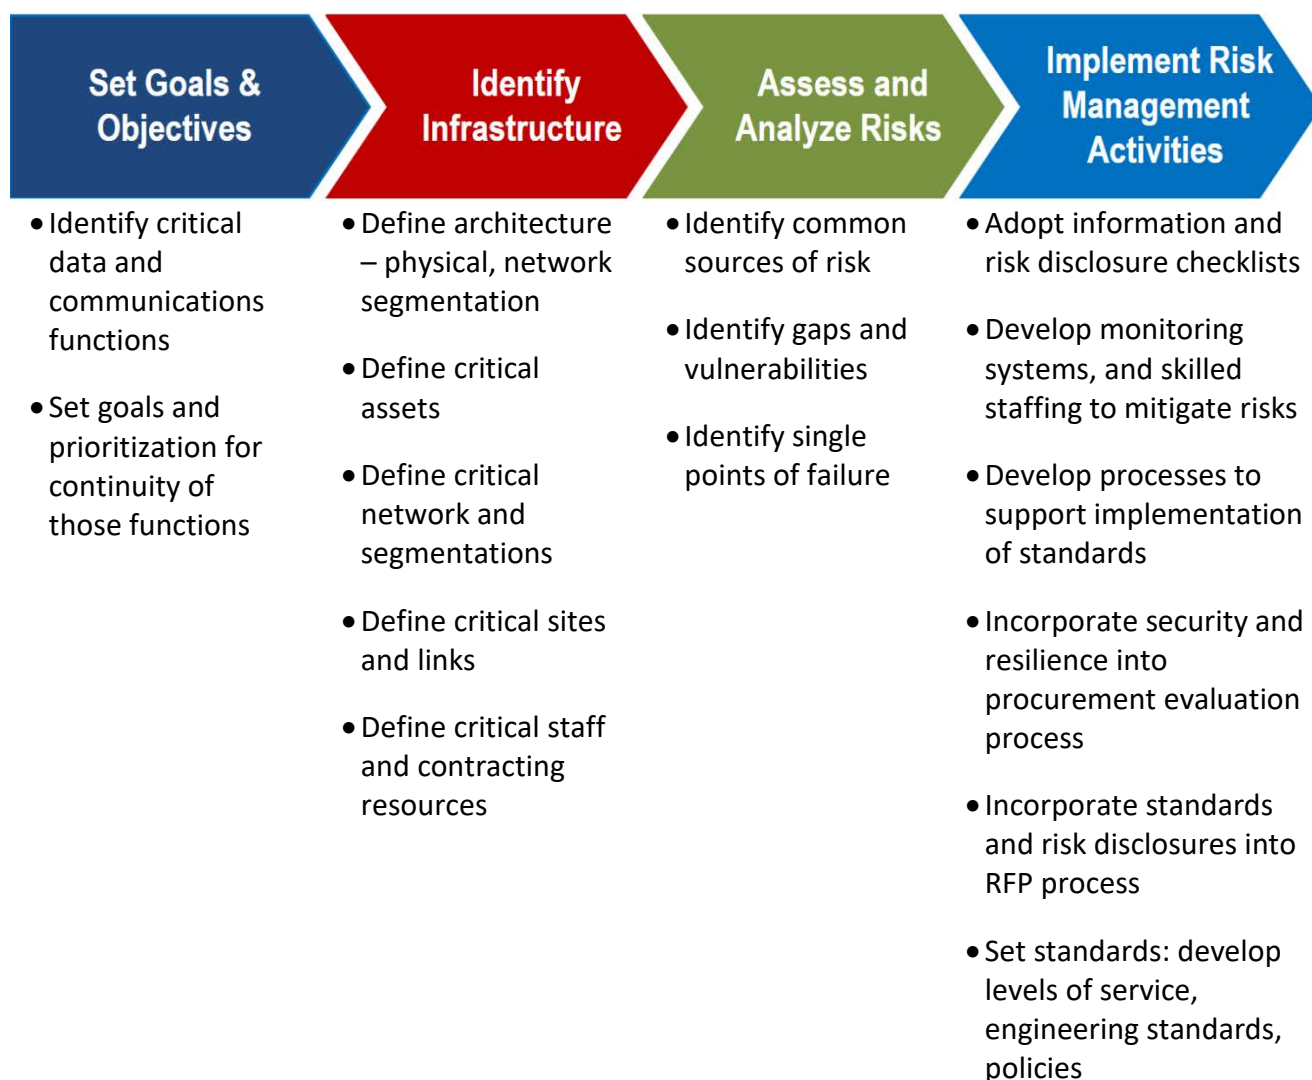 Set Goals &
Objectives
Identify
Infrastructure
Assess and
Analyze Risks
Implement Risk
Management
Activities
• Identify critical
data and
communications
functions
• Set goals and
prioritization for
continuity of
those functions
• Define architecture
– physical, network
segmentation
• Define critical
assets
• Define critical
network and
segmentations
• Define critical sites
and links
• Define critical staff
and contracting
resources
• Identify common
sources of risk
• Identify gaps and
vulnerabilities
• Identify single
points of failure
• Adopt information and
risk disclosure checklists
• Develop monitoring
systems, and skilled
staffing to mitigate risks
• Develop processes to
support implementation
of standards
• Incorporate security and
resilience into
procurement evaluation
process
• Incorporate standards
and risk disclosures into
RFP process
• Set standards: develop
levels of service,
engineering standards,
policies